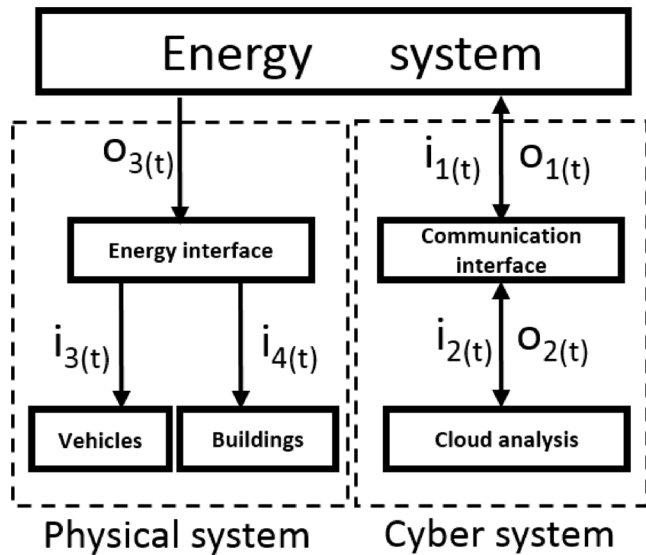 Energy system
o3(t)
i1(t) o1(t)
Energy interface
Communication
interface
i3(t) i4(t)
i2(t) o2(t)
Vehicles Buildings
Cloud analysis
Physical system
Cyber system